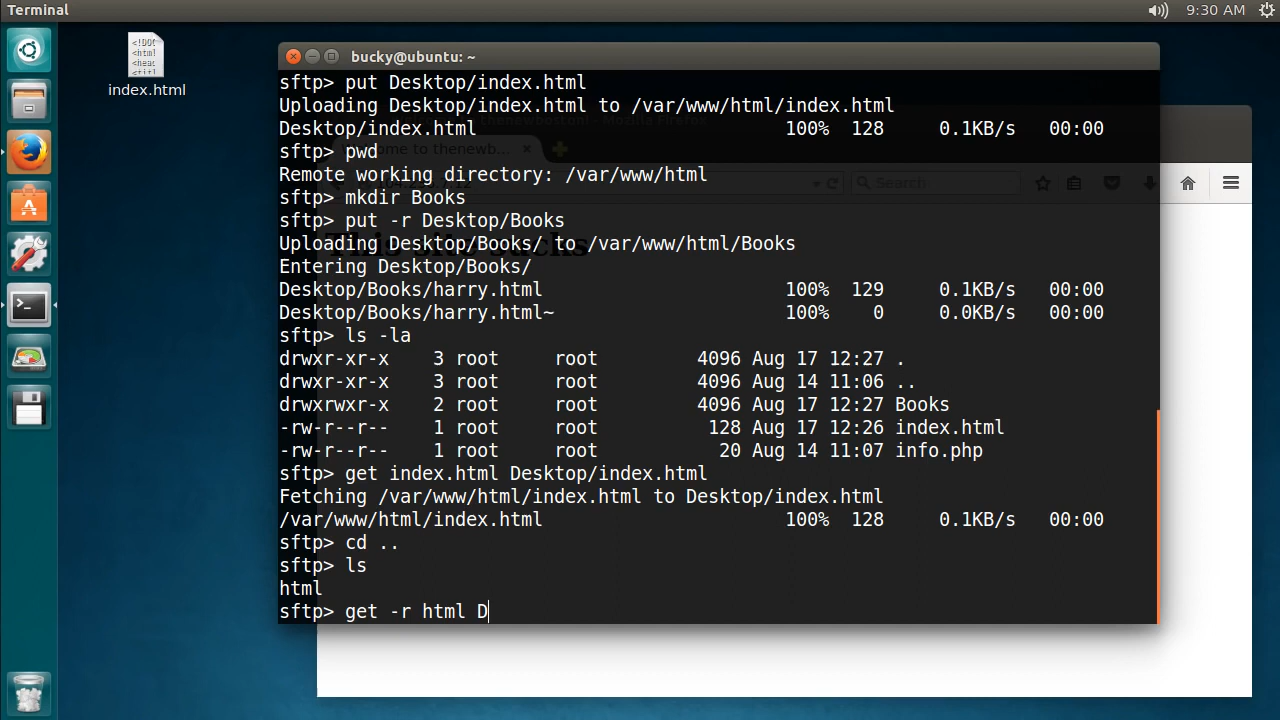 Terminal
9:30 AM
index.html
bucky@ubuntu: ~
sftp> put Desktop/index.html
Uploading Desktop/index.html to /var/www/html/index.html
Desktop/index.html 100% 128 0.1KB/s 00:00
sftp> pwd
Remote working directory: /var/www/html
sftp> mkdir Books
sftp> put -r Desktop/Books
Uploading Desktop/Books/ to /var/www/html/Books
Entering Desktop/Books/
Desktop/Books/harry.html 100% 129 0.1KB/s 00:00
Desktop/Books/harry.html~ 100% 0 0.0KB/s 00:00
sftp> ls -la
drwxr-xr-x 3 root root 4096 Aug 17 12:27 .
drwxr-xr-x 3 root root 4096 Aug 14 11:06 ..
drwxrwxr-x 2 root root 4096 Aug 17 12:27 Books
-rw-r--r-- 1 root root 128 Aug 17 12:26 index.html
-rw-r--r-- 1 root root 20 Aug 14 11:07 info.php
sftp> get index.html Desktop/index.html
Fetching /var/www/html/index.html to Desktop/index.html
/var/www/html/index.html 100% 128 0.1KB/s 00:00
sftp> cd ..
sftp> ls
html
sftp> get -r html D
Mozilla Firefox
to thenewb...
Search
This site sucks